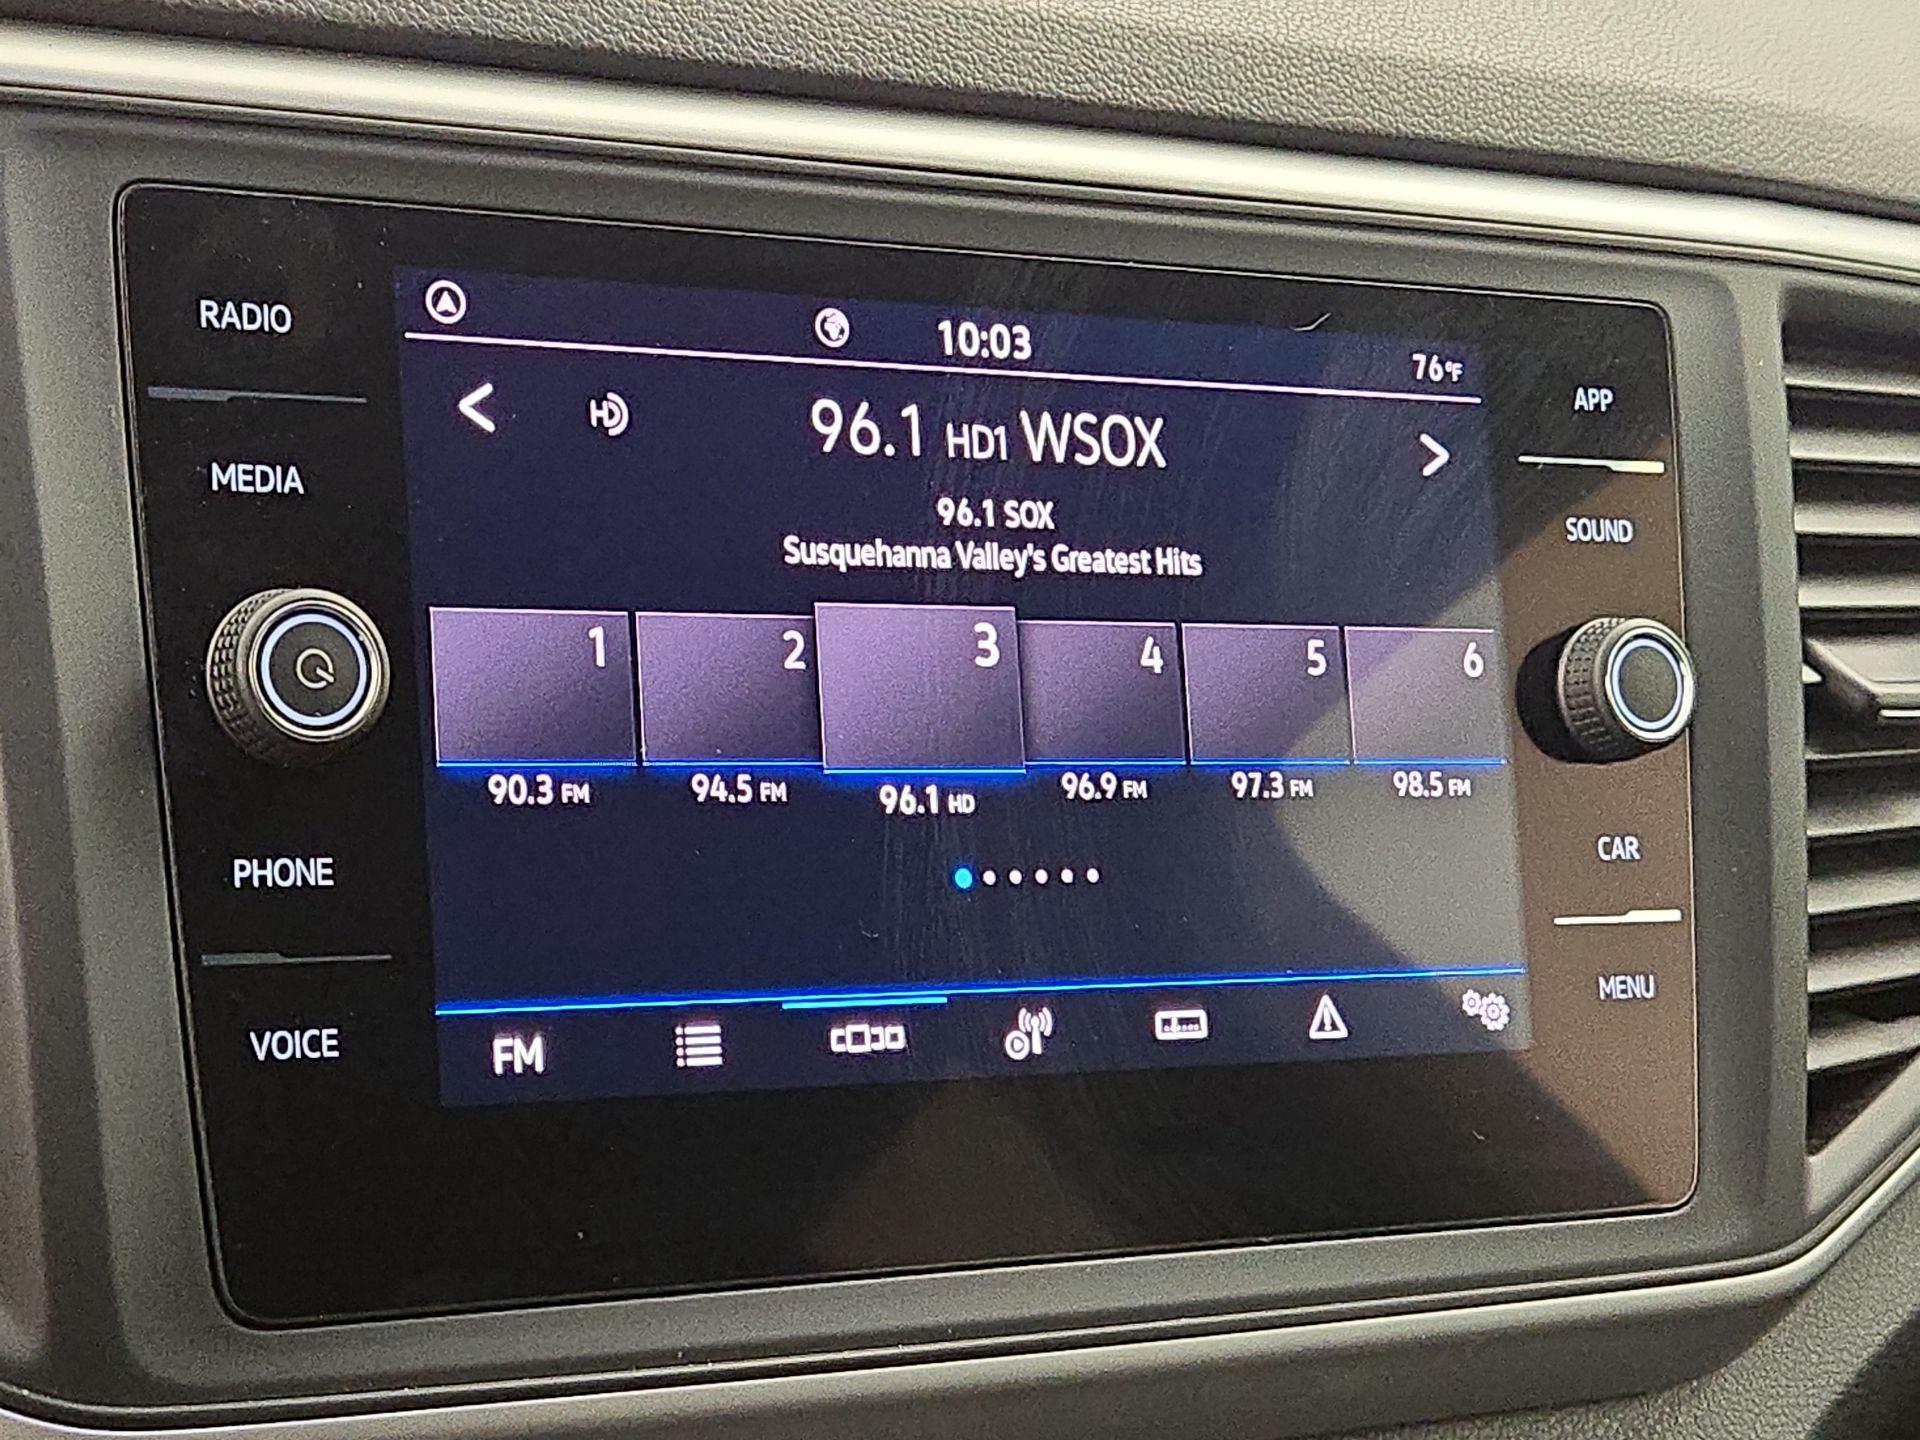 RADIO
MEDIA
PHONE
VOICE
10:03
76°F
96.1 HD1 WSOX
96.1 SOX
Susquehanna Valley's Greatest Hits
1 2 3 4 5 6
90.3 FM 94.5 FM 96.1 HD 96.9 FM 97.3 FM 98.5 FM
FM
APP
SOUND
CAR
MENU